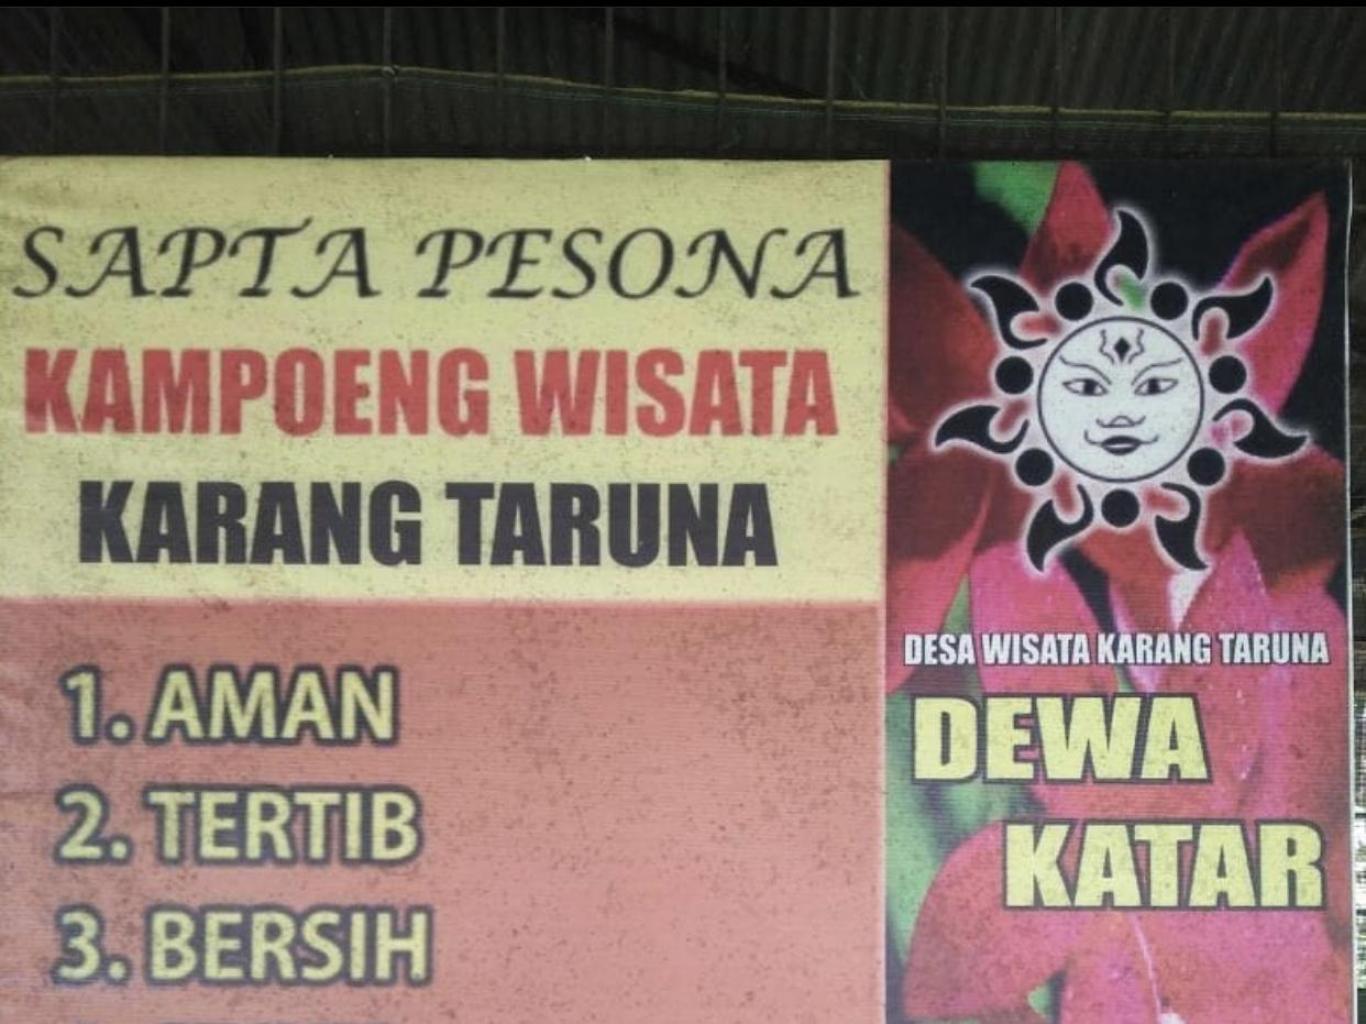 SAPTA PESONA
KAMPOENG WISATA
KARANG TARUNA
1. AMAN
2. TERTIB
3. BERSIH
DESA WISATA KARANG TARUNA
DEWA
KATAR